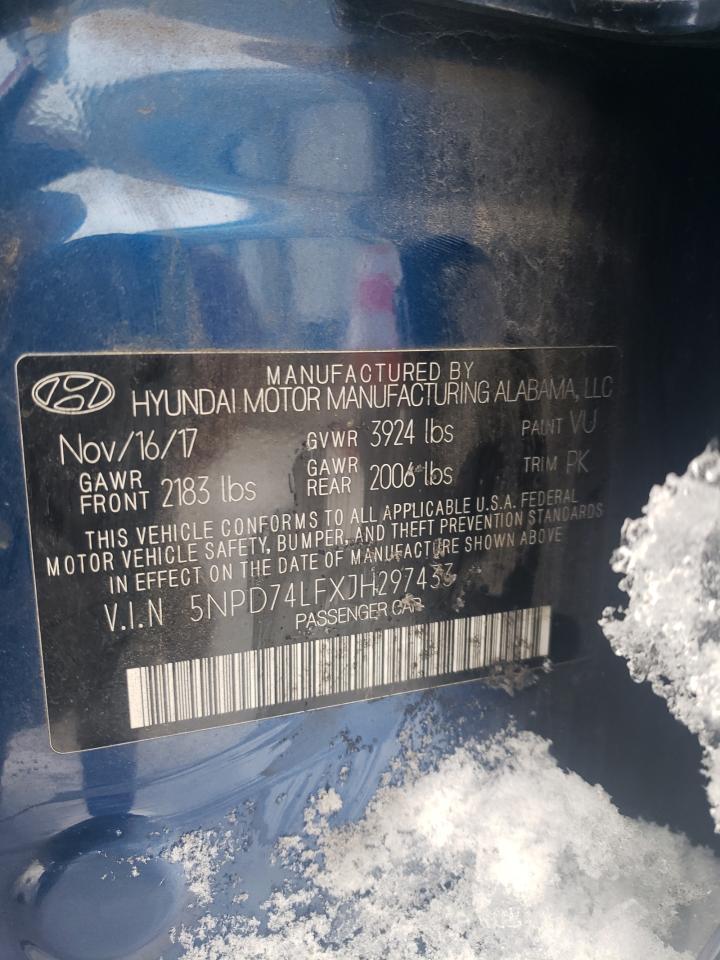 MANUFACTURED BY
HYUNDAI MOTOR MANUFACTURING ALABAMA, LLC
Nov/16/17 GVWR 3924 lbs PAINT VU
GAWR FRONT 2183 lbs GAWR REAR 2006 lbs TRIM PK
THIS VEHICLE CONFORMS TO ALL APPLICABLE U.S.A. FEDERAL
MOTOR VEHICLE SAFETY, BUMPER, AND THEFT PREVENTION STANDARDS
IN EFFECT ON THE DATE OF MANUFACTURE SHOWN ABOVE
V.I.N 5NPD74LFXJH297433
PASSENGER CAR